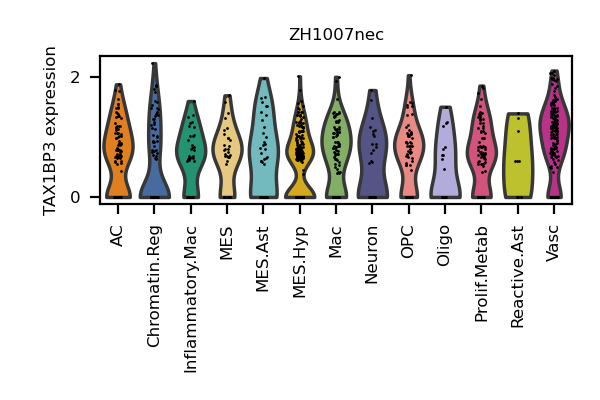 ZH1007nec
TAX1BP3 expression
2
0
AC
Chromatin.Reg
Inflammatory.Mac
MES
MES.Ast
MES.Hyp
Mac
Neuron
OPC
Oligo
Prolif.Metab
Reactive.Ast
Vasc